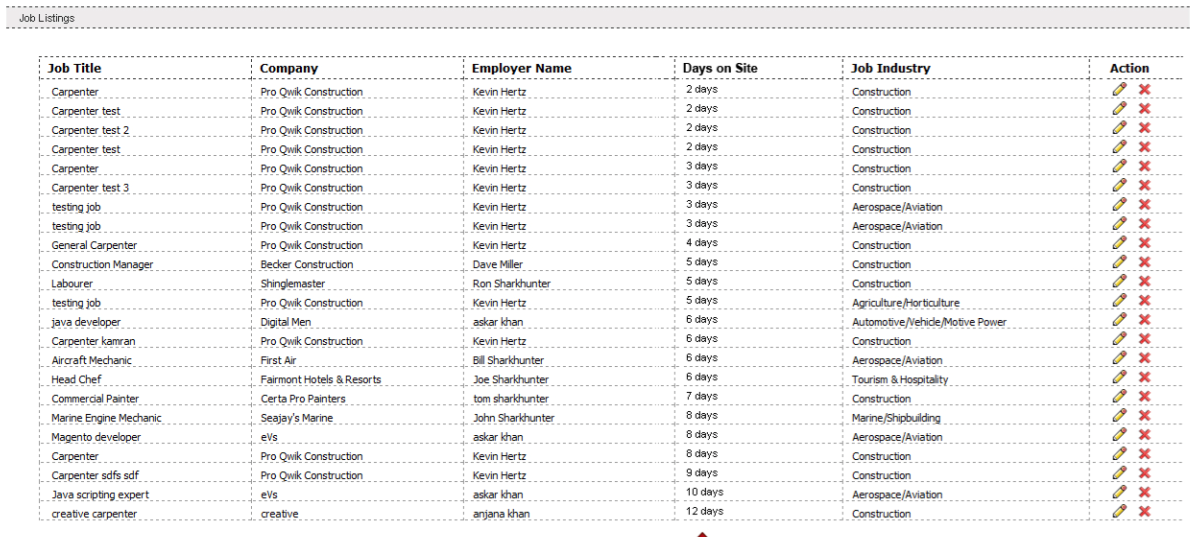 Job Listings
Job Title Company Employer Name Days on Site Job Industry Action
Carpenter Pro Qwik Construction Kevin Hertz 2 days Construction
Carpenter test Pro Qwik Construction Kevin Hertz 2 days Construction
Carpenter test 2 Pro Qwik Construction Kevin Hertz 2 days Construction
Carpenter test Pro Qwik Construction Kevin Hertz 2 days Construction
Carpenter Pro Qwik Construction Kevin Hertz 3 days Construction
Carpenter test 3 Pro Qwik Construction Kevin Hertz 3 days Construction
testing job Pro Qwik Construction Kevin Hertz 3 days Aerospace/Aviation
testing job Pro Qwik Construction Kevin Hertz 3 days Aerospace/Aviation
General Carpenter Pro Qwik Construction Kevin Hertz 4 days Construction
Construction Manager Becker Construction Dave Miller 5 days Construction
Labourer Shinglemaster Ron Sharkhunter 5 days Construction
testing job Pro Qwik Construction Kevin Hertz 5 days Agriculture/Horticulture
java developer Digital Men askar khan 6 days Automotive/Vehicle/Motive Power
Carpenter kamran Pro Qwik Construction Kevin Hertz 6 days Construction
Aircraft Mechanic First Air Bill Sharkhunter 6 days Aerospace/Aviation
Head Chef Fairmont Hotels & Resorts Joe Sharkhunter 6 days Tourism & Hospitality
Commercial Painter Certa Pro Painters tom sharkhunter 7 days Construction
Marine Engine Mechanic Seajay's Marine John Sharkhunter 8 days Marine/Shipbuilding
Magento developer eVs askar khan 8 days Aerospace/Aviation
Carpenter Pro Qwik Construction Kevin Hertz 8 days Construction
Carpenter sdfs sdf Pro Qwik Construction Kevin Hertz 9 days Construction
Java scripting expert eVs askar khan 10 days Aerospace/Aviation
creative carpenter creative anjana khan 12 days Construction